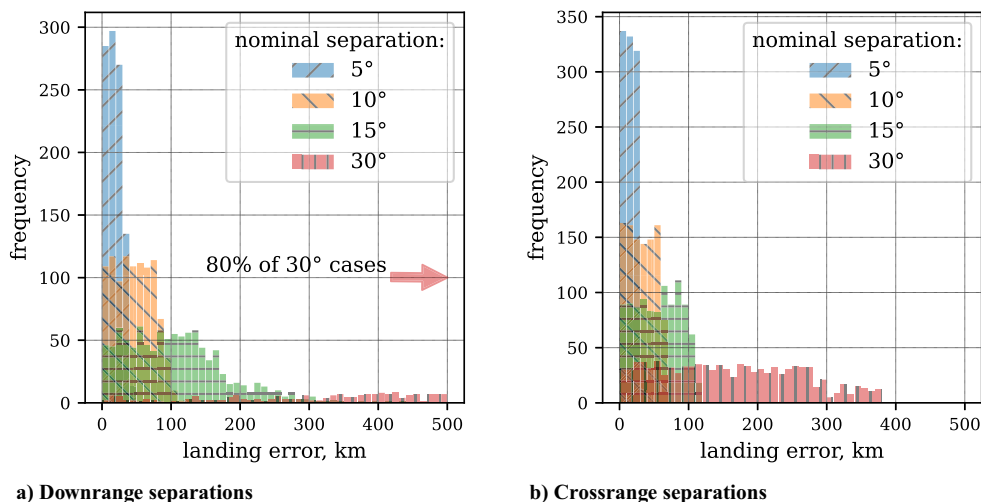 nominal separation:
5°
10°
15°
30°
80% of 30° cases
frequency
300
250
200
150
100
50
0
0 100 200 300 400 500
landing error, km
a) Downrange separations
nominal separation:
5°
10°
15°
30°
frequency
350
300
250
200
150
100
50
0
0 100 200 300 400 500
landing error, km
b) Crossrange separations